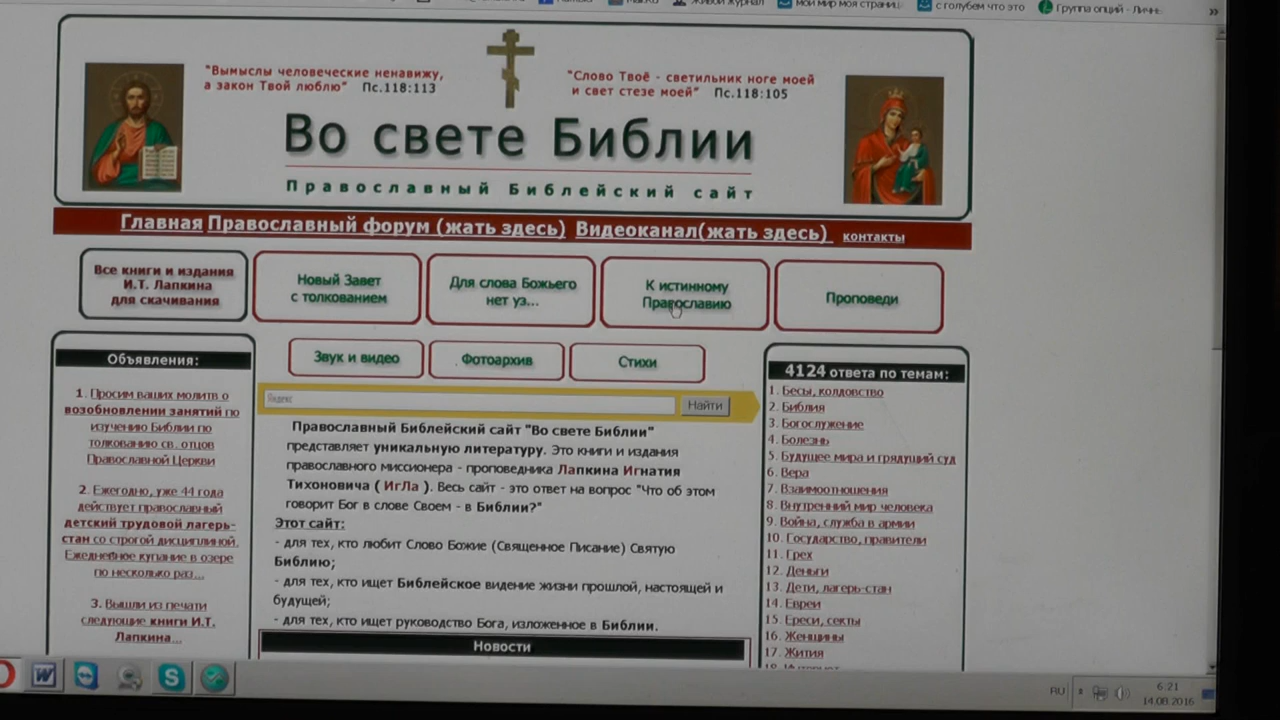 живой журнал
мой мир моя страниц
с голубем что это
Группа опций - Личн
»
"Вымыслы человеческие ненавижу,
а закон Твой люблю" Пс.118:113
"Слово Твоё - светильник ноге моей
и свет стезе моей" Пс.118:105
Во свете Библии
Православный Библейский сайт
Главная Православный форум (жать здесь) Видеоканал(жать здесь) контакты
Все книги и издания
И.Т. Лапкина
для скачивания
Новый Завет
с толкованием
Для слова Божьего
нет уз...
К истинному
Православию
Проповеди
Звук и видео
Фотоархив
Стихи
Объявления:
1. Просим ваших молитв о
возобновлении занятий по
изучению Библии по
толкованию св. отцов
Православной Церкви
2. Ежегодно, уже 44 года
действует православный
детский трудовой лагерь-
стан со строгой дисциплиной.
Ежедневное купание в озере
по несколько раз...
3. Вышли из печати
следующие книги И.Т.
Лапкина...
Яндекс
Найти
Православный Библейский сайт "Во свете Библии"
представляет уникальную литературу. Это книги и издания
православного миссионера - проповедника Лапкина Игнатия
Тихоновича ( ИгЛа ). Весь сайт - это ответ на вопрос "Что об этом
говорит Бог в слове Своем - в Библии?"
Этот сайт:
- для тех, кто любит Слово Божие (Священное Писание) Святую
Библию;
- для тех, кто ищет Библейское видение жизни прошлой, настоящей и
будущей;
- для тех, кто ищет руководство Бога, изложенное в Библии.
Новости
4124 ответа по темам:
1. Бесы, колдовство
2. Библия
3. Богослужение
4. Болезнь
5. Будущее мира и грядущий суд
6. Вера
7. Взаимоотношения
8. Внутренний мир человека
9. Война, служба в армии
10. Государство, правители
11. Грех
12. Деньги
13. Дети, лагерь-стан
14. Евреи
15. Ереси, секты
16. Женщины
17. Жития
RU
6:21
14.08.2016